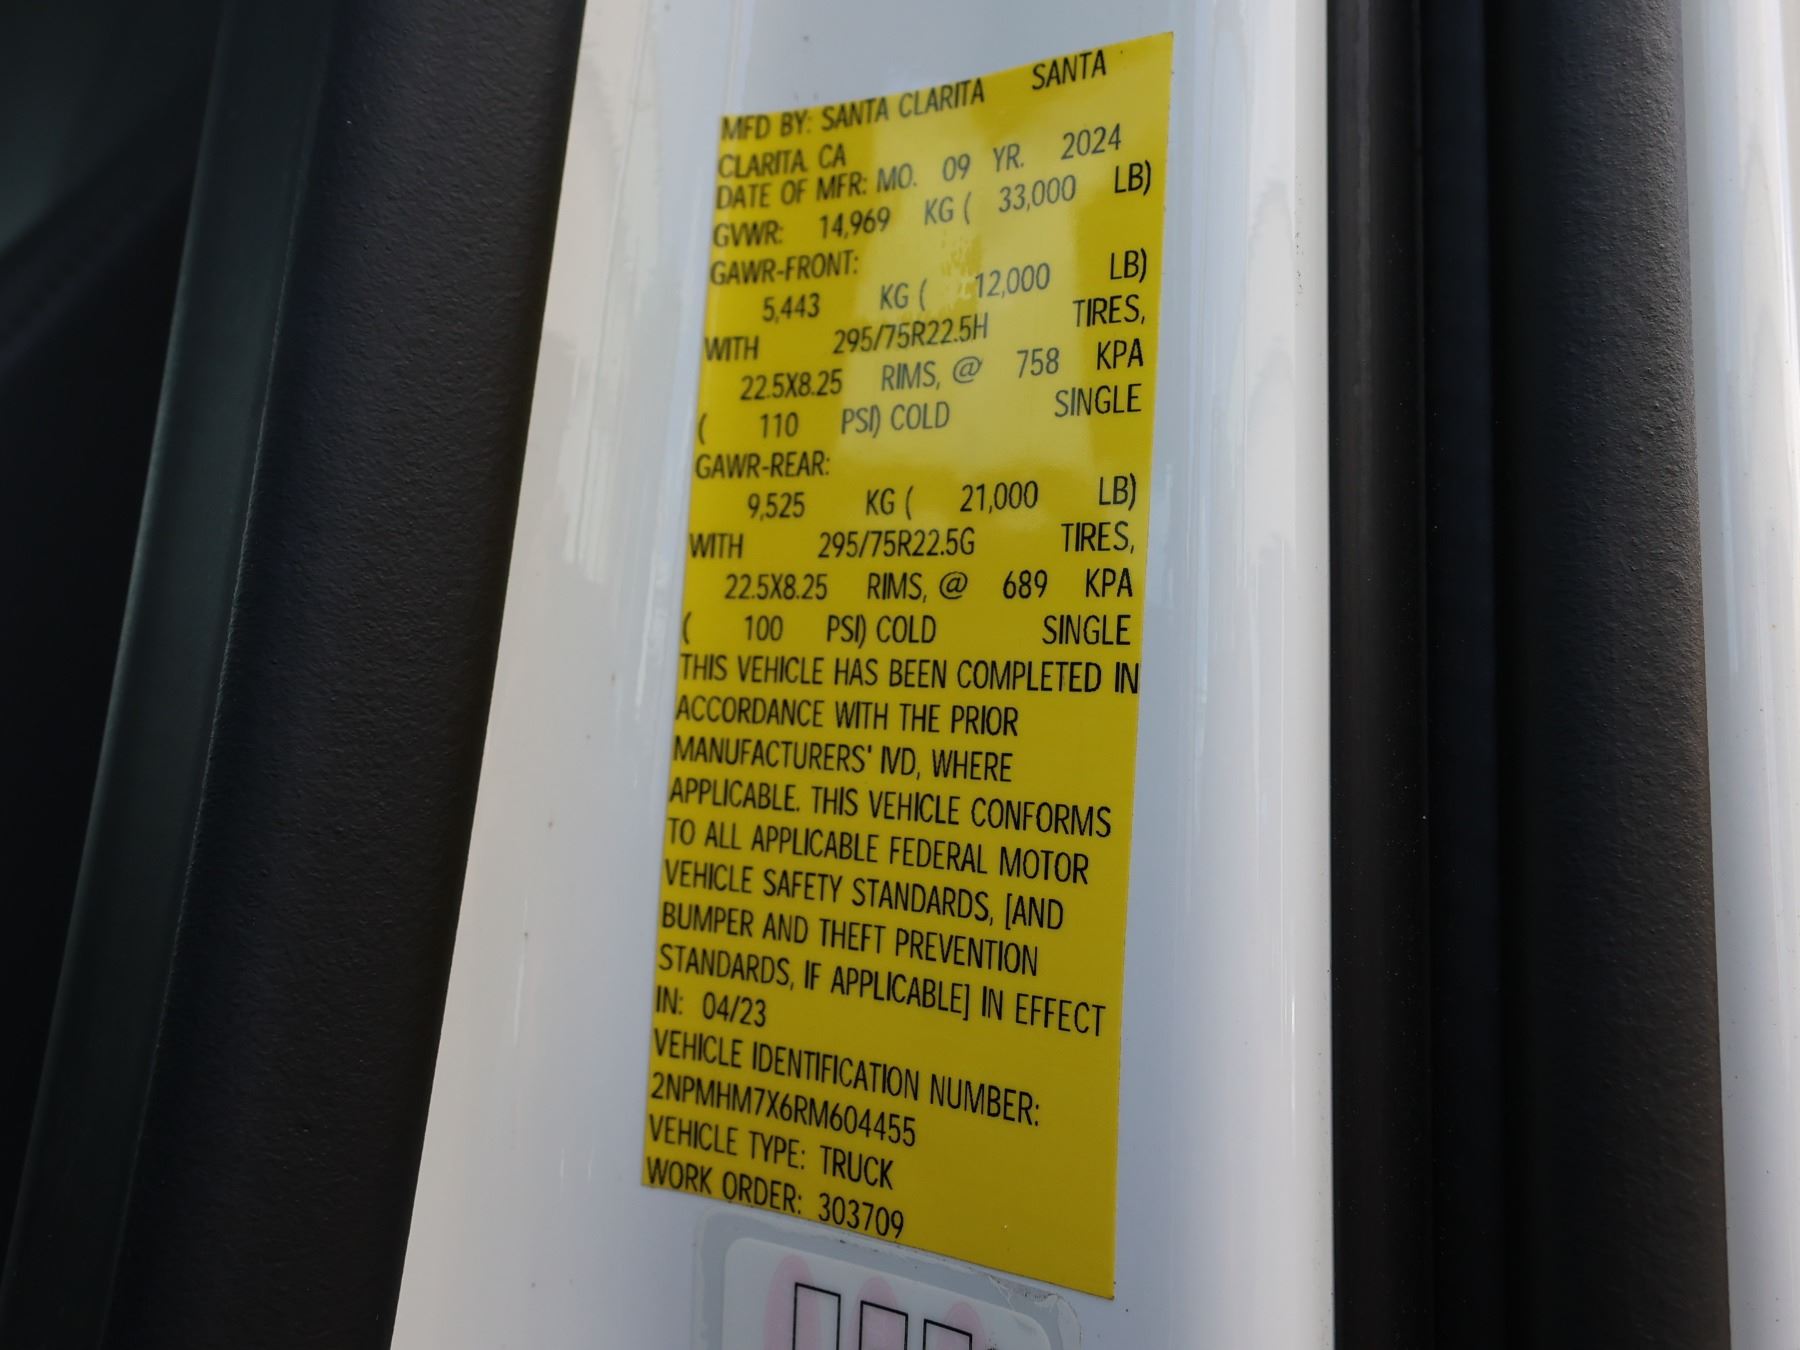 MFD BY: SANTA CLARITA SANTA
CLARITA, CA
DATE OF MFR: MO. 09 YR. 2024
GVWR: 14,969 KG ( 33,000 LB)
GAWR-FRONT:
5,443 KG ( 12,000 LB)
WITH 295/75R22.5H TIRES,
22.5X8.25 RIMS, @ 758 KPA
( 110 PSI) COLD SINGLE
GAWR-REAR:
9,525 KG ( 21,000 LB)
WITH 295/75R22.5G TIRES,
22.5X8.25 RIMS, @ 689 KPA
( 100 PSI) COLD SINGLE
THIS VEHICLE HAS BEEN COMPLETED IN
ACCORDANCE WITH THE PRIOR
MANUFACTURERS' IVD, WHERE
APPLICABLE. THIS VEHICLE CONFORMS
TO ALL APPLICABLE FEDERAL MOTOR
VEHICLE SAFETY STANDARDS, [AND
BUMPER AND THEFT PREVENTION
STANDARDS, IF APPLICABLE] IN EFFECT
IN: 04/23
VEHICLE IDENTIFICATION NUMBER:
2NPMHM7X6RM604455
VEHICLE TYPE: TRUCK
WORK ORDER: 303709